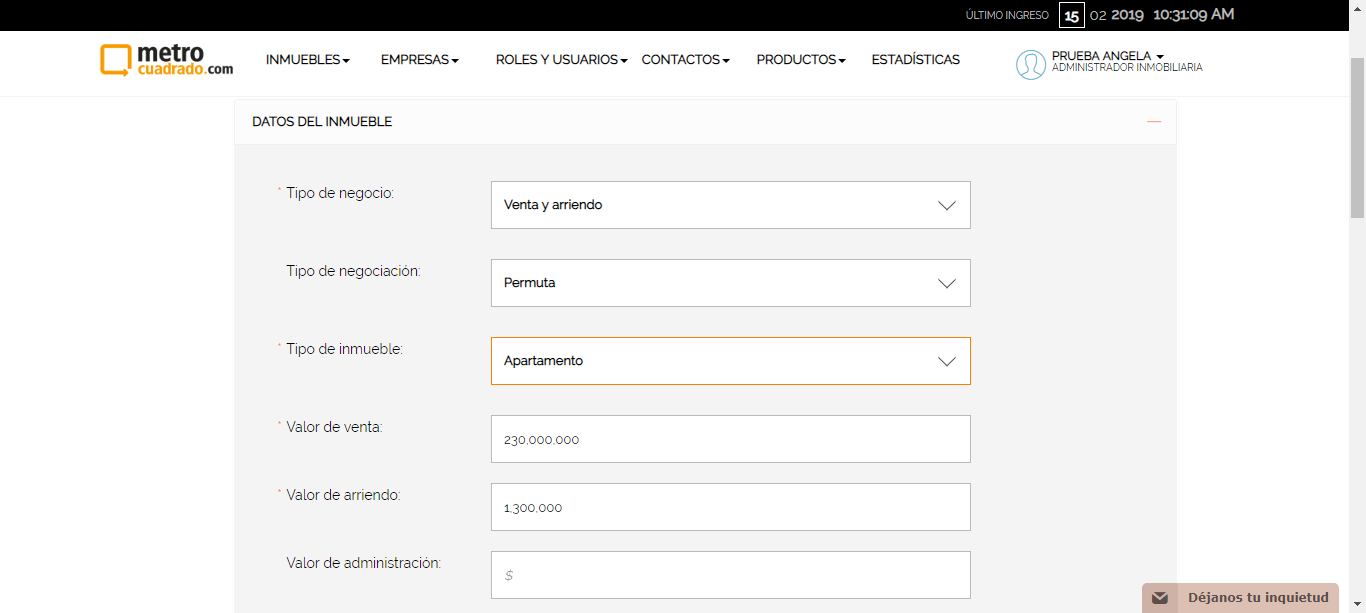 ÚLTIMO INGRESO 15 02 2019 10:31:09 AM
metro
cuadrado.com
INMUEBLES EMPRESAS ROLES Y USUARIOS CONTACTOS PRODUCTOS ESTADÍSTICAS
PRUEBA ANGELA
ADMINISTRADOR INMOBILIARIA
DATOS DEL INMUEBLE
* Tipo de negocio: Venta y arriendo
Tipo de negociación: Permuta
* Tipo de inmueble: Apartamento
* Valor de venta: 230,000,000
* Valor de arriendo: 1,300,000
Valor de administración: $
Déjanos tu inquietud